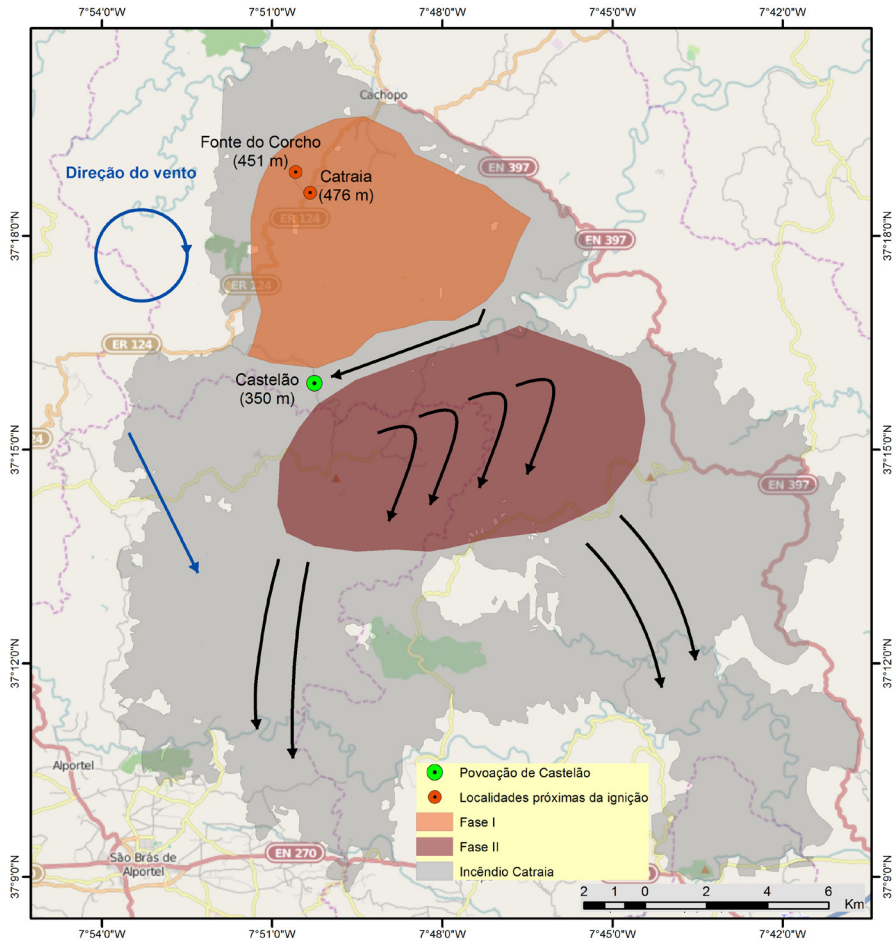 7°54'0"W
7°51'0"W
7°48'0"W
7°45'0"W
7°42'0"W
Cachopo
Fonte do Corcho
(451 m)
Catraia
(476 m)
EN 397
Direção do vento
ER 124
37°18'0"N
37°18'0"N
EN 397
ER 124
ER 124
Castelão
(350 m)
24
37°15'0"N
37°15'0"N
EN 397
37°12'0"N
37°12'0"N
Alportel
Povoação de Castelão
Localidades próximas da ignição
Fase I
Fase II
Incêndio Catraia
São Brás de
Alportel
EN 270
37°9'0"N
37°9'0"N
2 1 0 2 4 6
Km
7°54'0"W
7°51'0"W
7°48'0"W
7°45'0"W
7°42'0"W